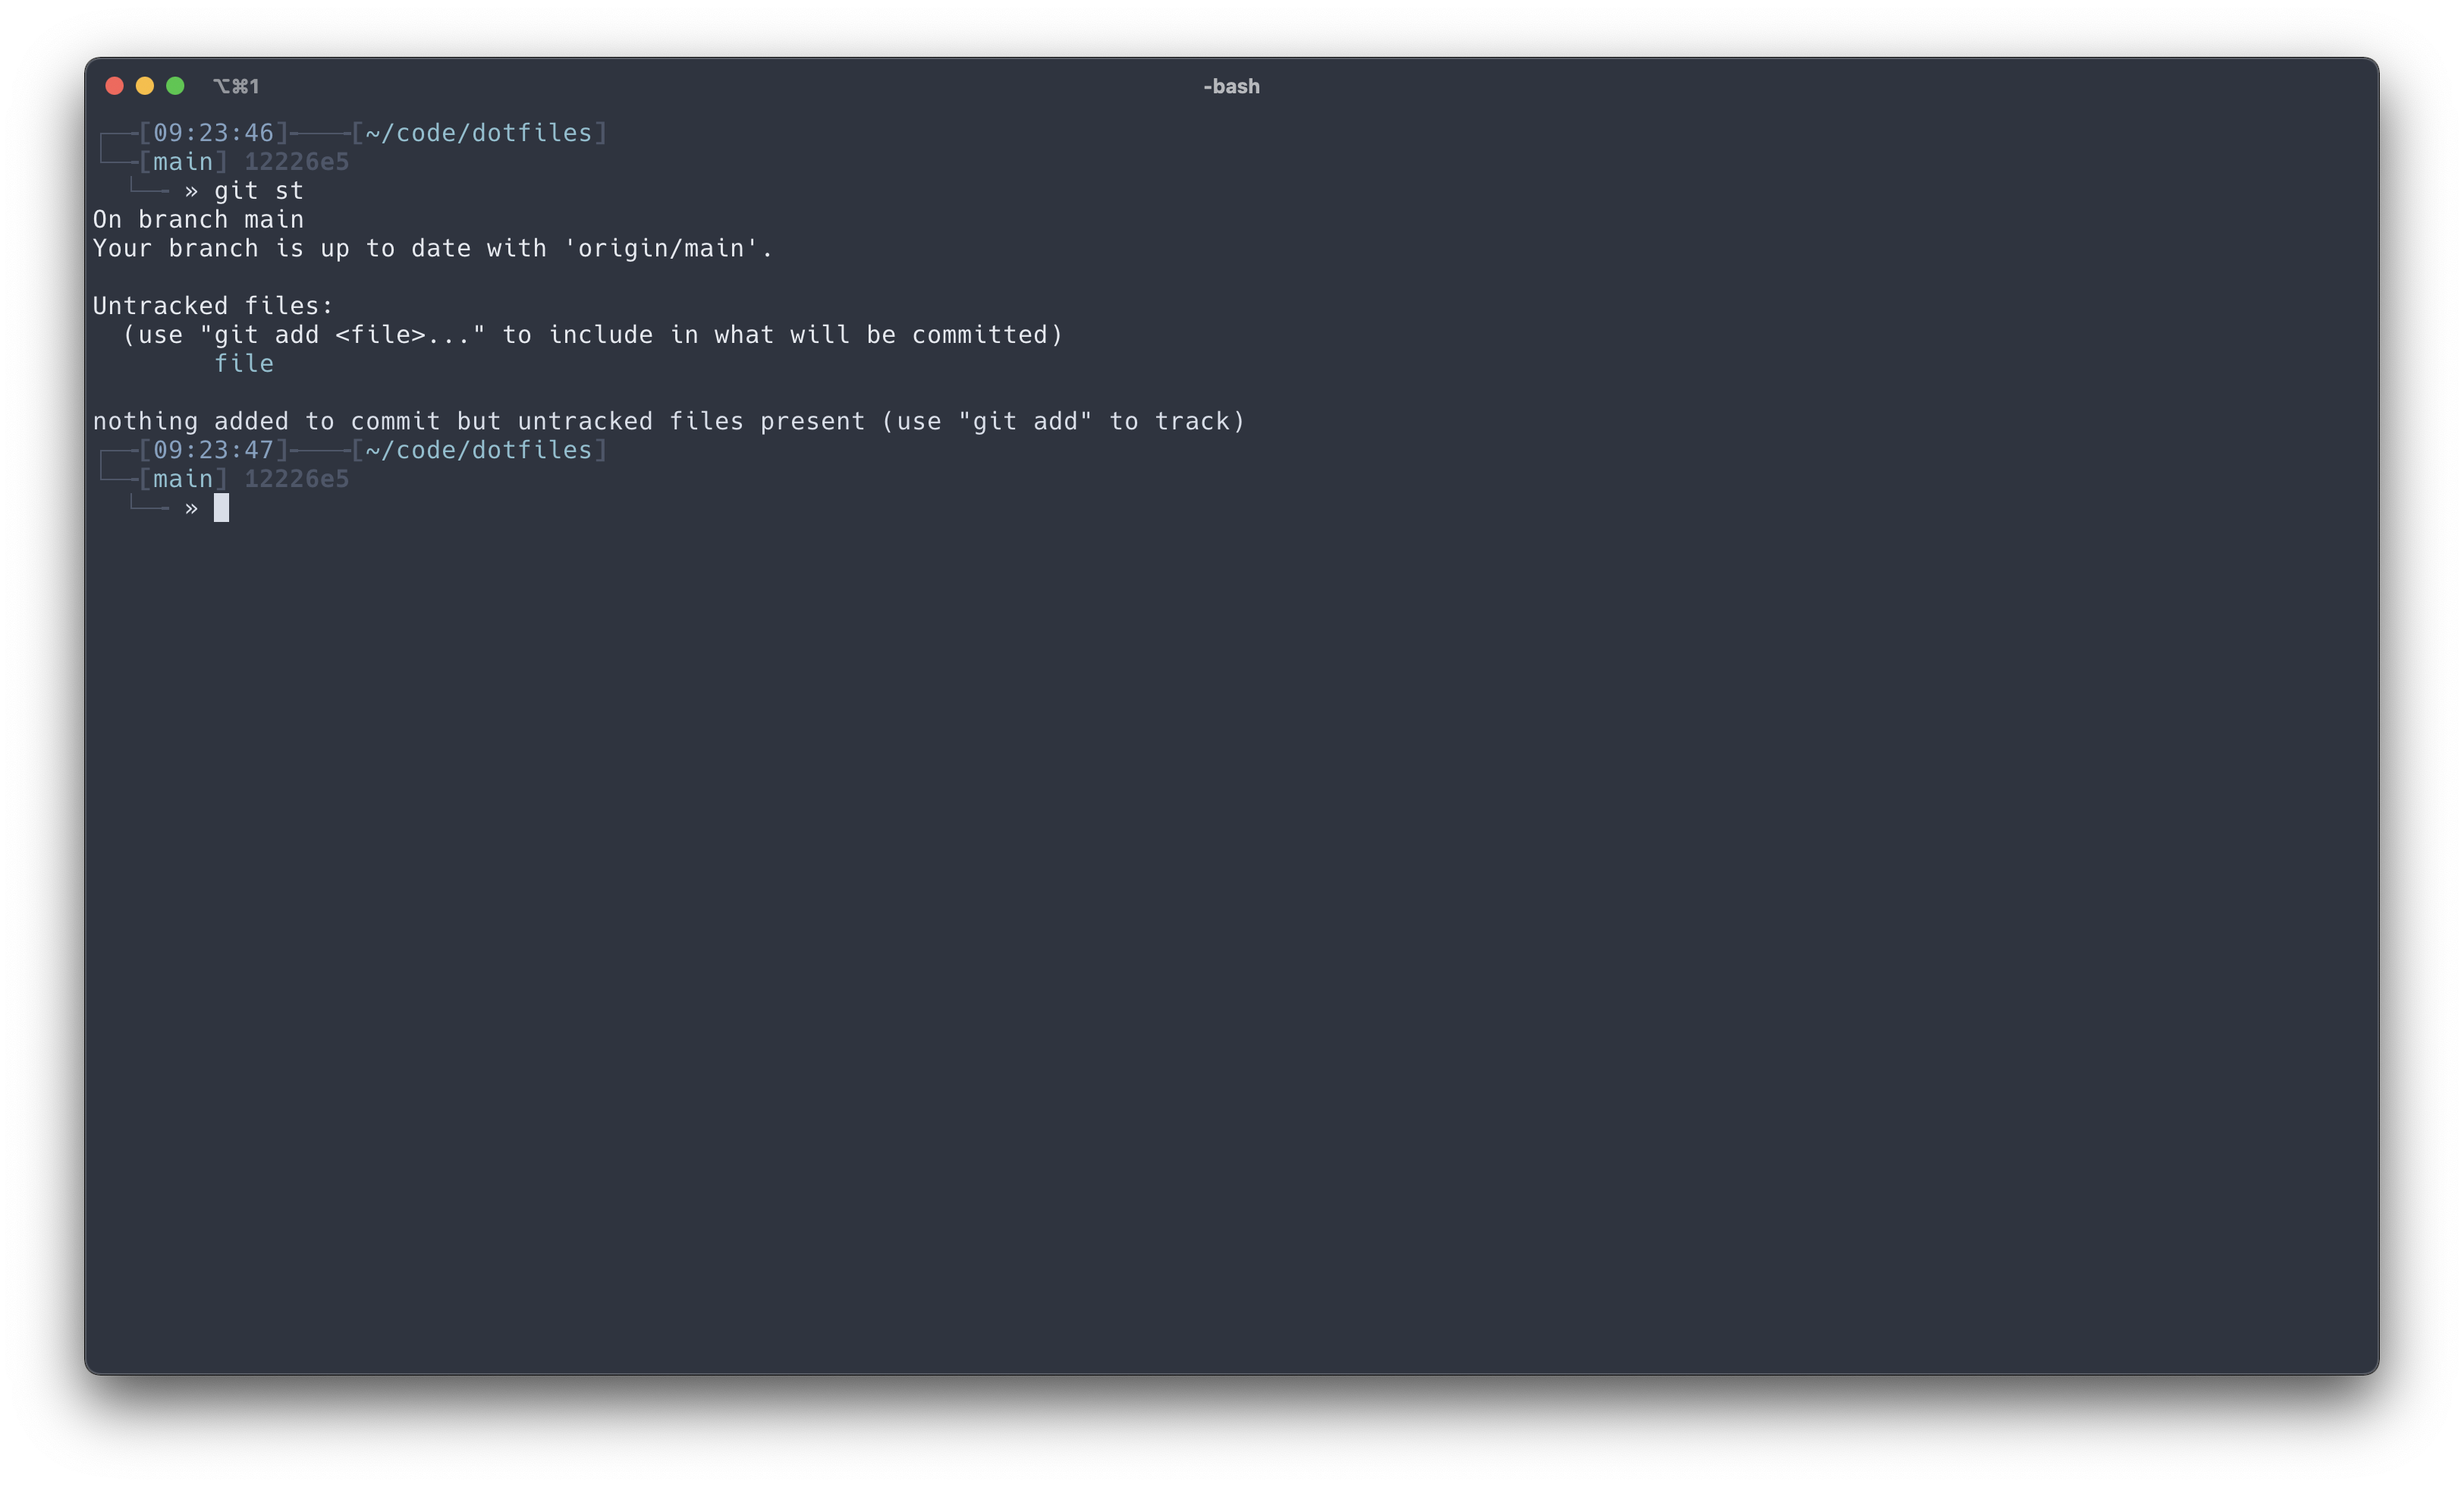 ⌥⌘1 -bash
┌──╼[09:23:46]╾───╼[~/code/dotfiles]
└──╼[main] 12226e5
  └──╼ » git st
On branch main
Your branch is up to date with 'origin/main'.
Untracked files:
  (use "git add <file>..." to include in what will be committed)
        file
nothing added to commit but untracked files present (use "git add" to track)
┌──╼[09:23:47]╾───╼[~/code/dotfiles]
└──╼[main] 12226e5
  └──╼ »